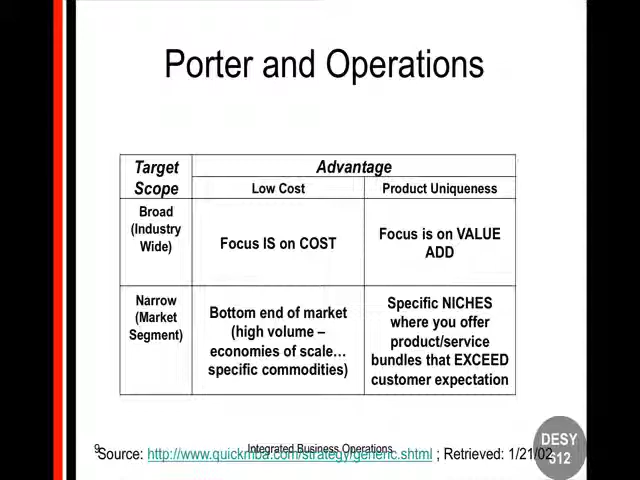 Porter and Operations
Target
Scope
Advantage
Low Cost
Product Uniqueness
Broad
(Industry
Wide)
Focus IS on COST
Focus is on VALUE
ADD
Narrow
(Market
Segment)
Bottom end of market
(high volume –
economies of scale…
specific commodities)
Specific NICHES
where you offer
product/service
bundles that EXCEED
customer expectation
9
Integrated Business Operations
Source: http://www.quickmba.com/strategy/generic.shtml ; Retrieved: 1/21/02
DESY
612